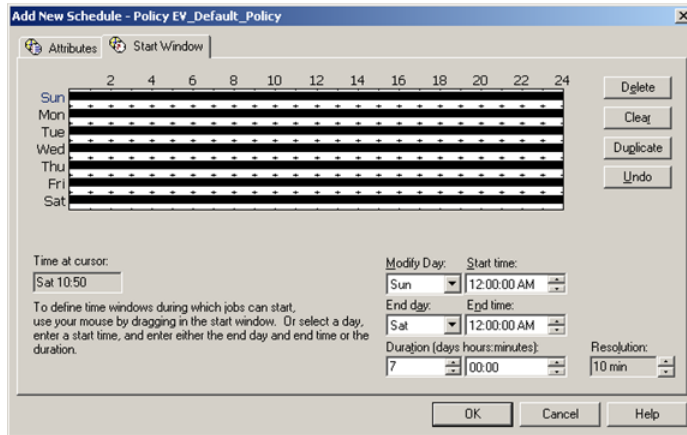 Add New Schedule - Policy EV_Default_Policy
Attributes
Start Window
2 4 6 8 10 12 14 16 18 20 22 24
Sun
Mon
Tue
Wed
Thu
Fri
Sat
Delete
Clear
Duplicate
Undo
Time at cursor:
Sat 10:50
To define time windows during which jobs can start,
use your mouse by dragging in the start window. Or select a day,
enter a start time, and enter either the end day and end time or the
duration.
Modify Day: Start time:
Sun 12:00:00 AM
End day: End time:
Sat 12:00:00 AM
Duration (days hours:minutes): Resolution:
7 00:00 10 min
OK Cancel Help